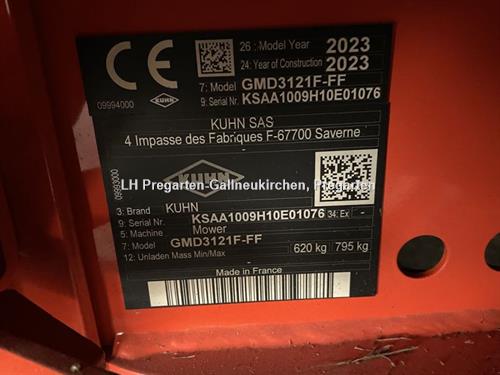 26: Model Year 2023
24: Year of Construction 2023
7: Model GMD3121F-FF
9: Serial Nr. KSAA1009H10E01076
09994000
KUHN
KUHN SAS
4 Impasse des Fabriques F-67700 Saverne
09993000
KUHN
LH Pregarten-Gallneukirchen, Pregarten
3: Brand KUHN
9: Serial Nr. KSAA1009H10E01076 34: Ex -
5: Machine Mower
7: Model GMD3121F-FF
12: Unladen Mass Min/Max 620 kg 795 kg
Made in France